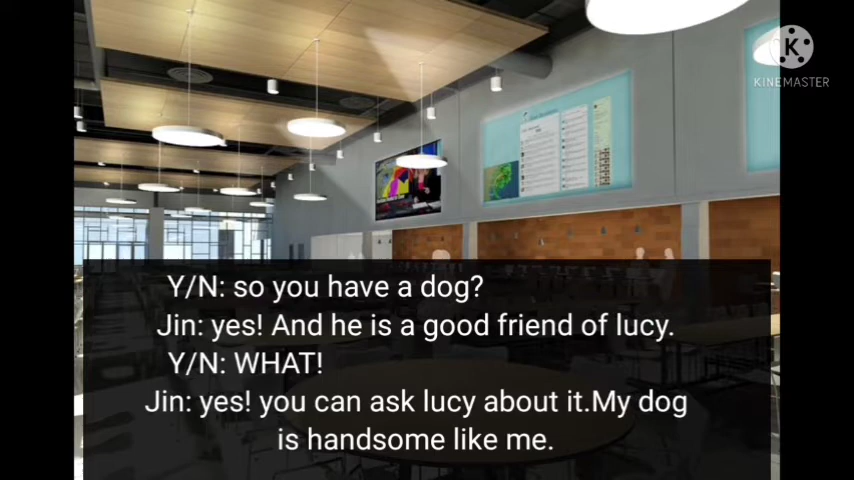 K
KINEMASTER
Y/N: so you have a dog?
Jin: yes! And he is a good friend of lucy.
Y/N: WHAT!
Jin: yes! you can ask lucy about it.My dog
is handsome like me.